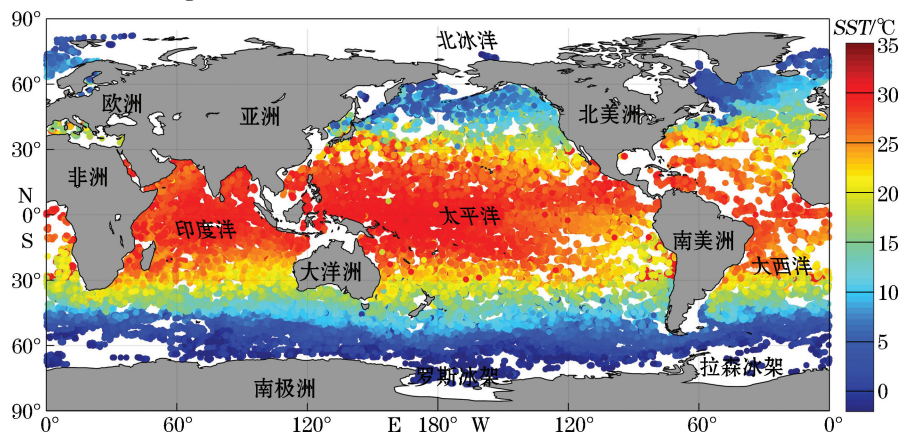 90°
北冰洋
SST/℃
35
60°
欧洲
亚洲
北美洲
30
30°
非洲
25
N
0°
S
印度洋
太平洋
南美洲
20
大洋洲
大西洋
15
30°
10
60°
5
南极洲
罗斯冰架
拉森冰架
0
90°
0°
60°
120°
E
180°
W
120°
60°
0°